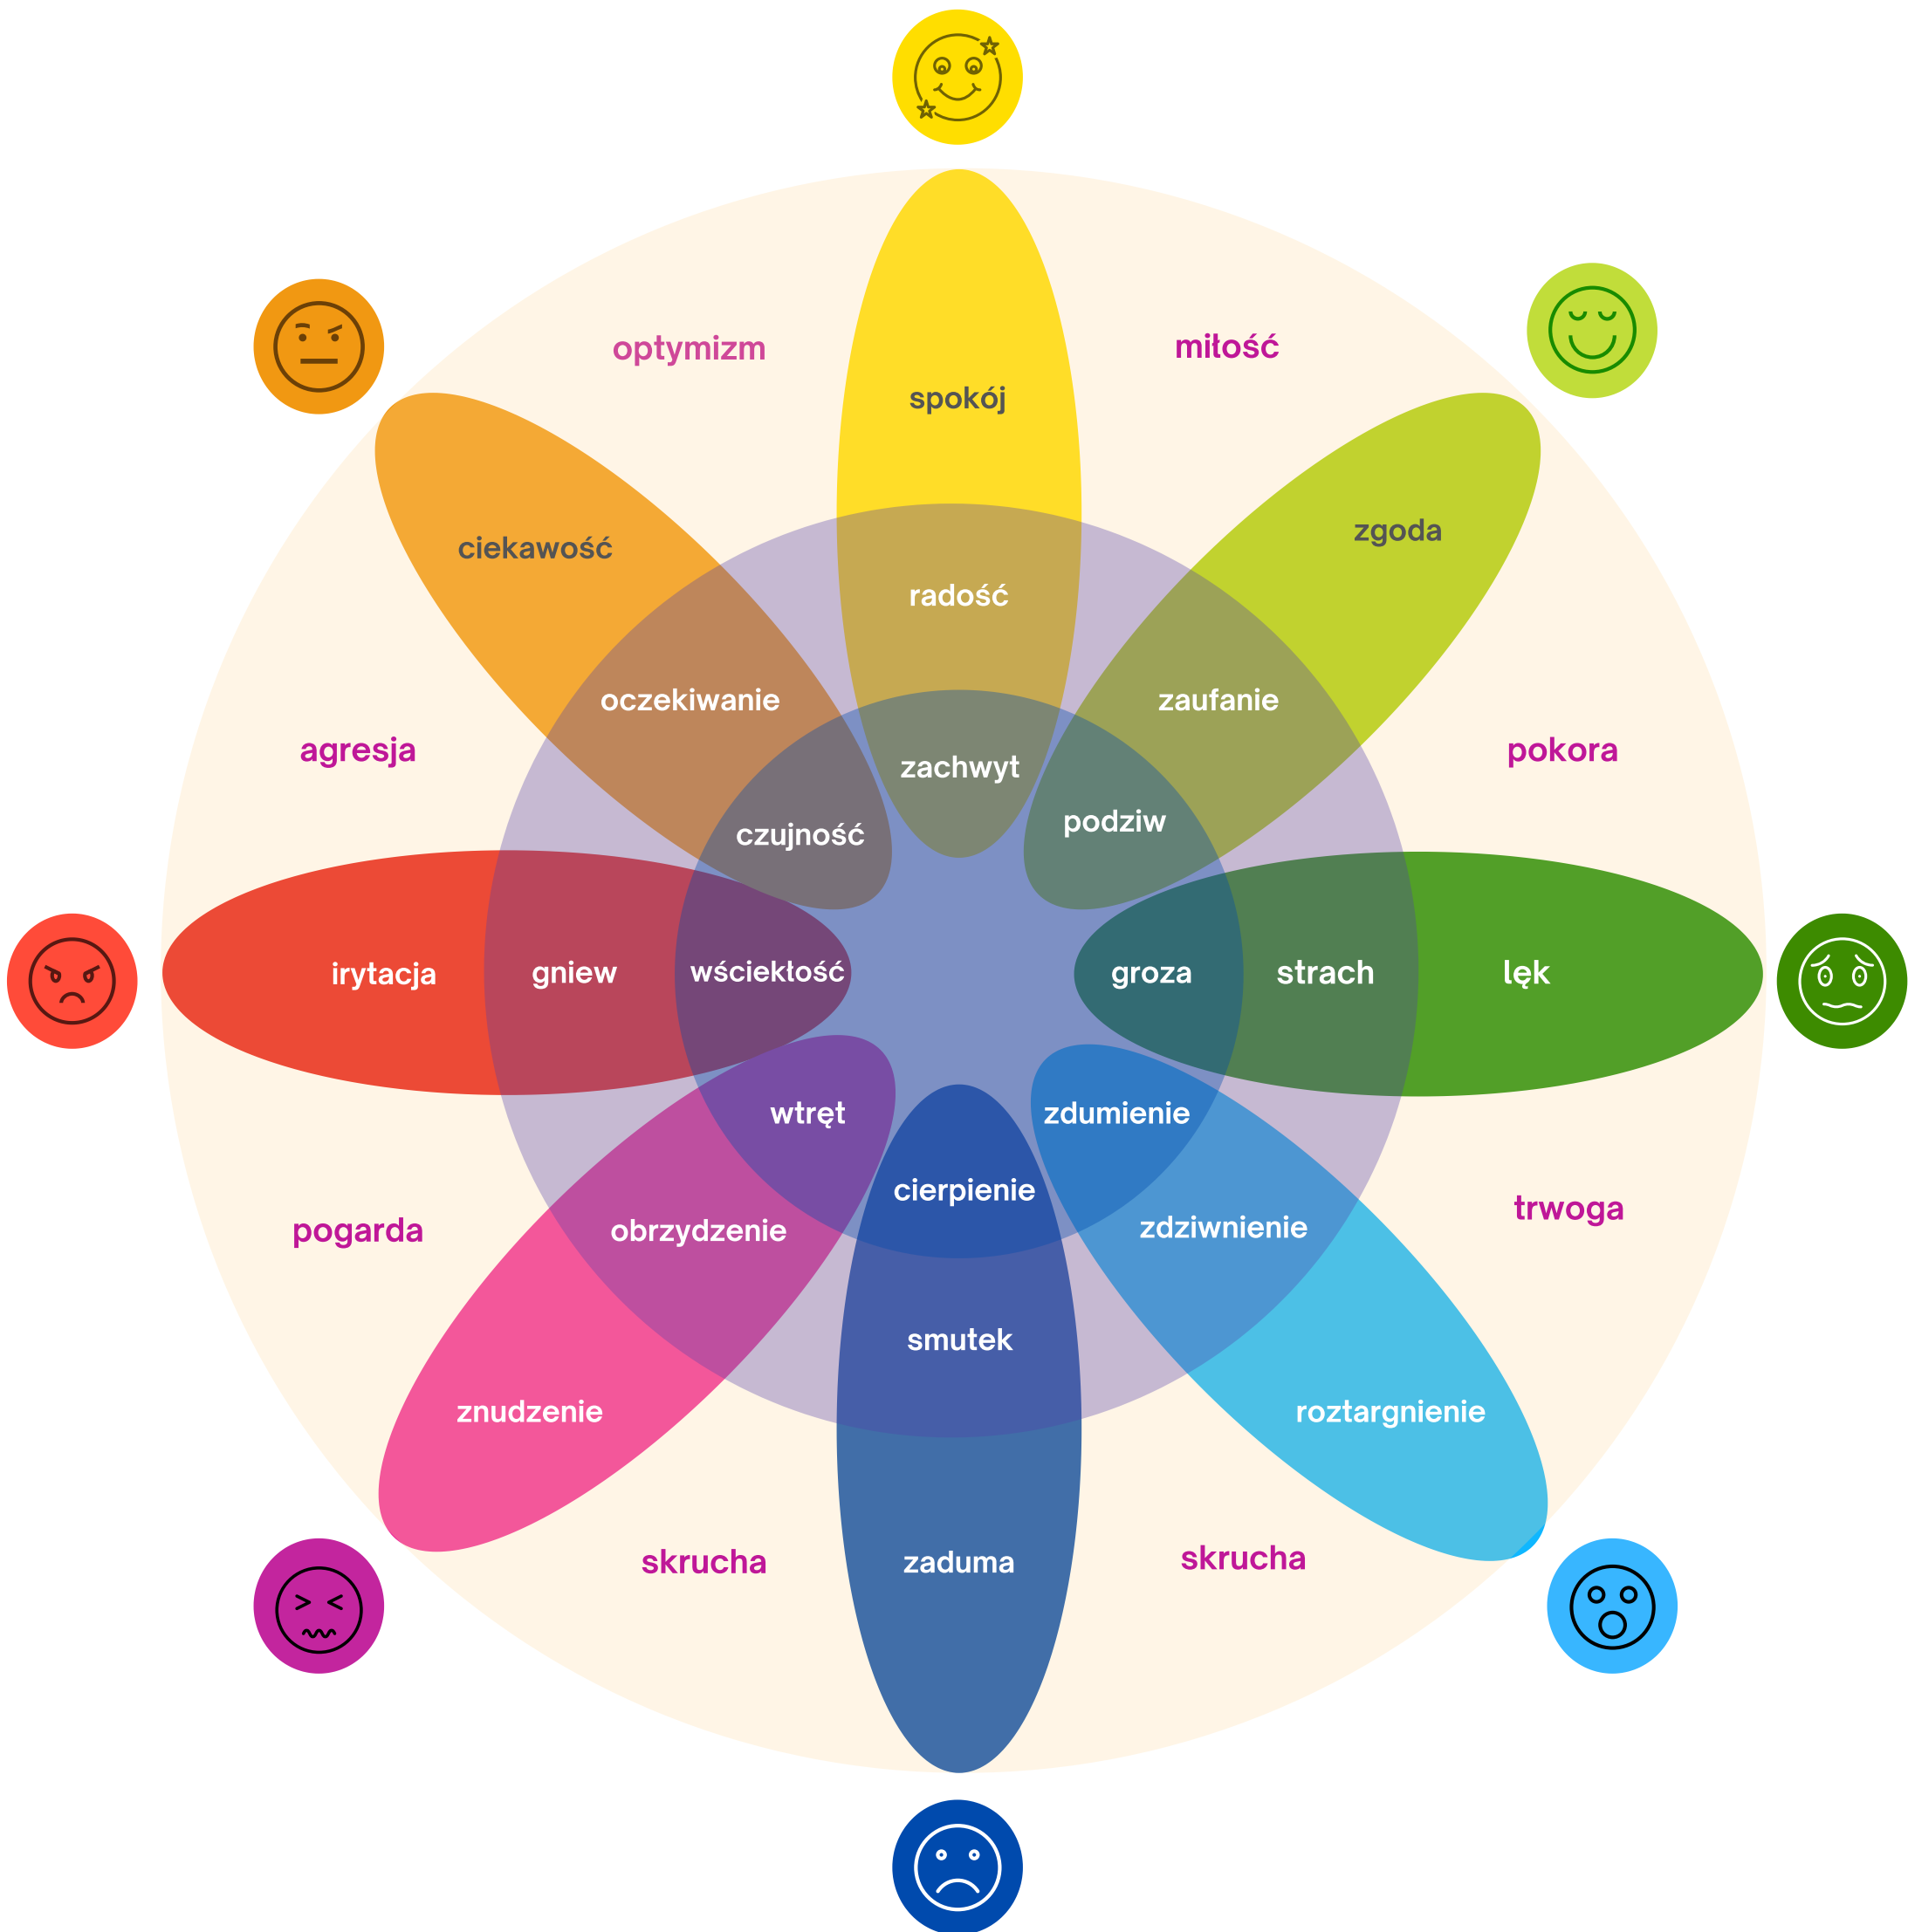 optymizm
miłość
spokój
ciekawość
zgoda
radość
oczekiwanie
zaufanie
agresja
pokora
zachwyt
czujność
podziw
irytacja
gniew
wściekłość
groza
strach
lęk
wtręt
zdumienie
cierpienie
pogarda
obrzydzenie
zdziwnienie
trwoga
smutek
znudzenie
roztargnienie
skrucha
zaduma
skrucha